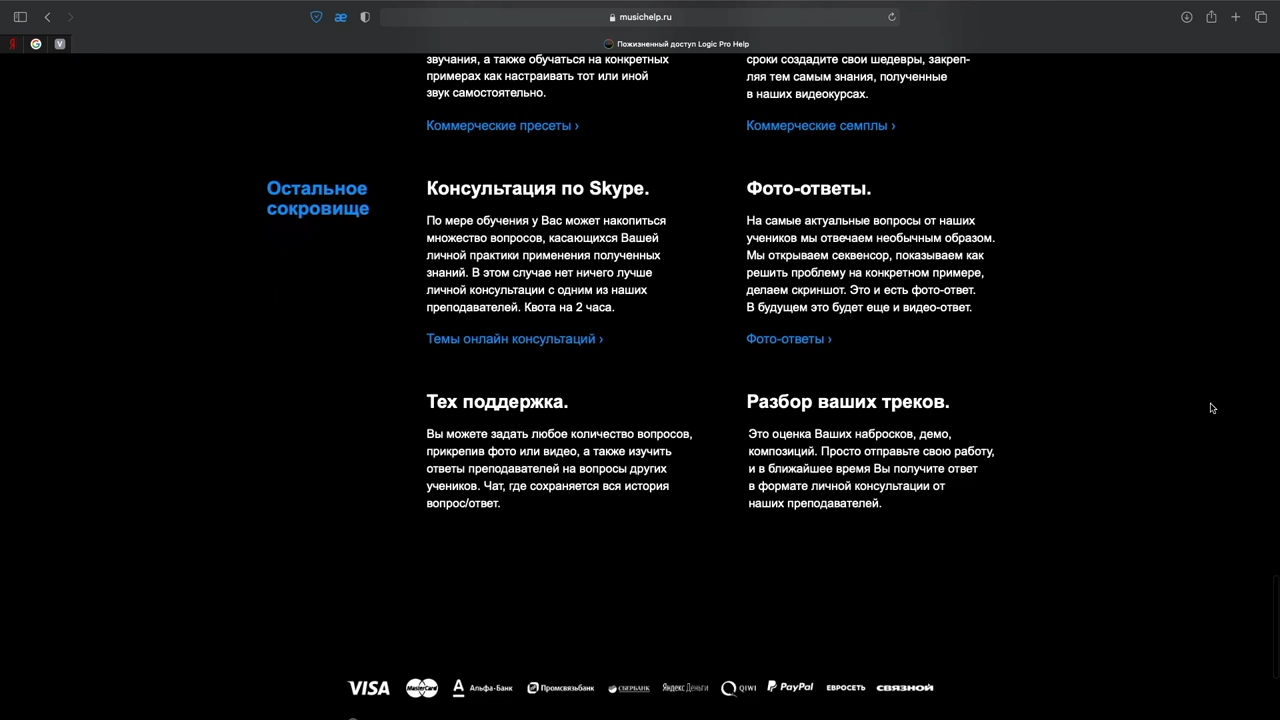 musichelp.ru
Я
G
V
Пожизненный доступ Logic Pro Help
звучания, а также обучаться на конкретных
примерах как настраивать тот или иной
звук самостоятельно.
Коммерческие пресеты ›
сроки создадите свои шедевры, закреп-
ляя тем самым знания, полученные
в наших видеокурсах.
Коммерческие семплы ›
Остальное
сокровище
Консультация по Skype.
По мере обучения у Вас может накопиться
множество вопросов, касающихся Вашей
личной практики применения полученных
знаний. В этом случае нет ничего лучше
личной консультации с одним из наших
преподавателей. Квота на 2 часа.
Темы онлайн консультаций ›
Фото-ответы.
На самые актуальные вопросы от наших
учеников мы отвечаем необычным образом.
Мы открываем секвенсор, показываем как
решить проблему на конкретном примере,
делаем скриншот. Это и есть фото-ответ.
В будущем это будет еще и видео-ответ.
Фото-ответы ›
Тех поддержка.
Вы можете задать любое количество вопросов,
прикрепив фото или видео, а также изучить
ответы преподавателей на вопросы других
учеников. Чат, где сохраняется вся история
вопрос/ответ.
Разбор ваших треков.
Это оценка Ваших набросков, демо,
композиций. Просто отправьте свою работу,
и в ближайшее время Вы получите ответ
в формате личной консультации от
наших преподавателей.
VISA MasterCard Альфа·Банк Промсвязьбанк СБЕРБАНК Яндекс Деньги QIWI PayPal ЕВРОСЕТЬ СВЯЗНОЙ